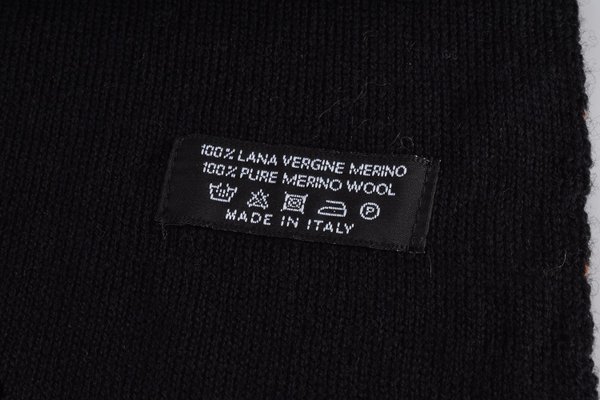 100% LANA VERGINE MERINO
100% PURE MERINO WOOL
P
MADE IN ITALY